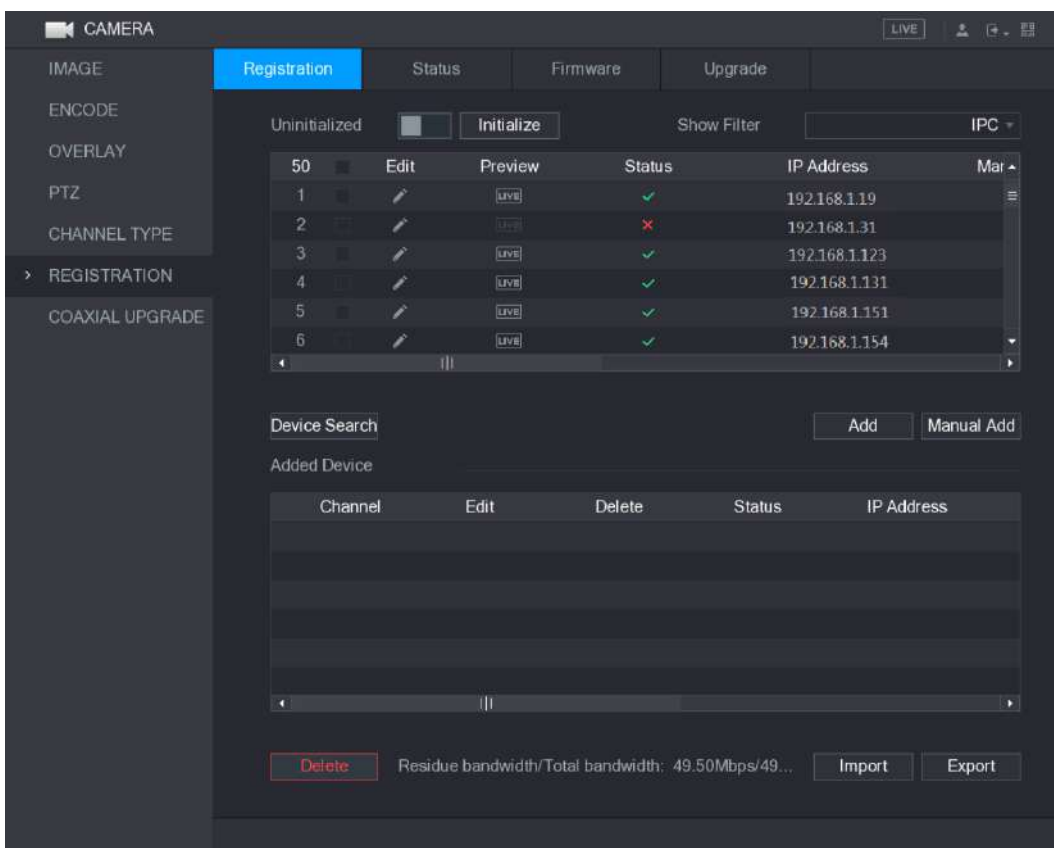 CAMERA LIVE
IMAGE
ENCODE
OVERLAY
PTZ
CHANNEL TYPE
REGISTRATION
COAXIAL UPGRADE
Registration Status Firmware Upgrade
Uninitialized Initialize Show Filter IPC
50 Edit Preview Status IP Address Mar
1 LIVE 192.168.1.19
2 LIVE 192.168.1.31
3 LIVE 192.168.1.123
4 LIVE 192.168.1.131
5 LIVE 192.168.1.151
6 LIVE 192.168.1.154
Device Search Add Manual Add
Added Device
Channel Edit Delete Status IP Address
Delete Residue bandwidth/Total bandwidth: 49.50Mbps/49... Import Export